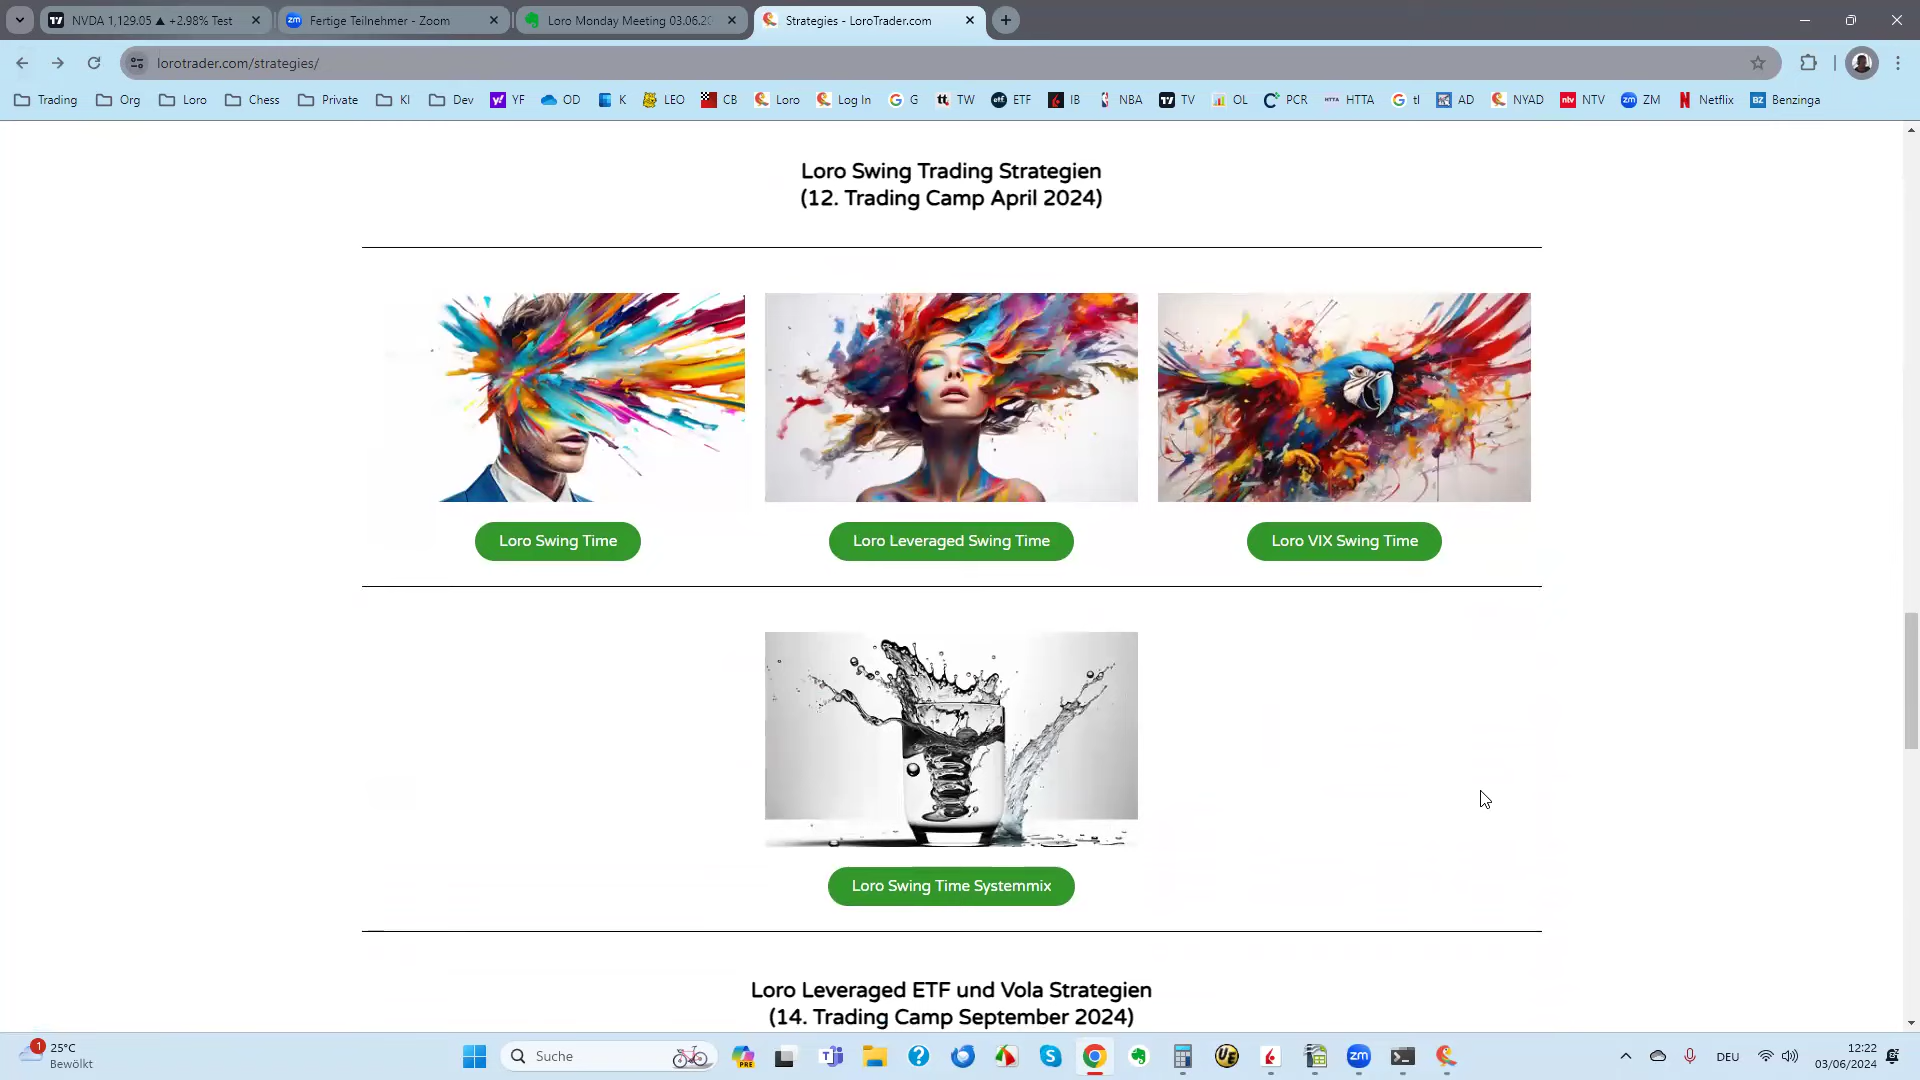 NVDA 1,129.05 ▲ +2.98% Test
Fertige Teilnehmer - Zoom
Loro Monday Meeting 03.06.20
Strategies - LoroTrader.com
lorotrader.com/strategies/
Trading
Org
Loro
Chess
Private
KI
Dev
YF
OD
K
LEO
CB
Loro
Log In
G
TW
ETF
IB
NBA
TV
OL
PCR
HTTA
tl
AD
NYAD
NTV
ZM
Netflix
Benzinga
Loro Swing Trading Strategien
(12. Trading Camp April 2024)
Loro Swing Time
Loro Leveraged Swing Time
Loro VIX Swing Time
Loro Swing Time Systemmix
Loro Leveraged ETF und Vola Strategien
(14. Trading Camp September 2024)
1
25°C
Bewölkt
Suche
DEU
12:22
03/06/2024